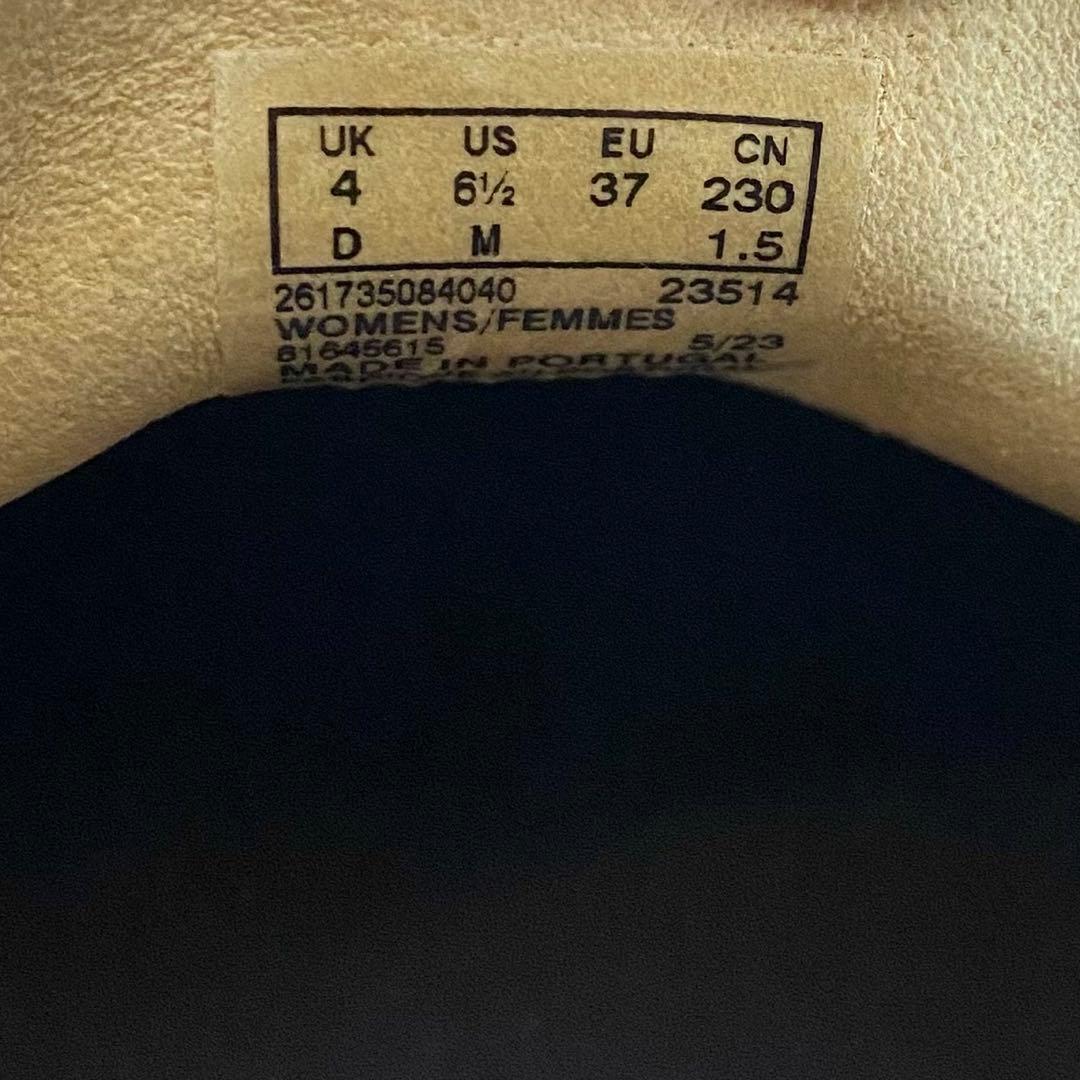 UK US EU CN
4 6½ 37 230
D M 1.5
261735084040 23514
WOMENS/FEMMES
61645615 5/23
MADE IN PORTUGAL